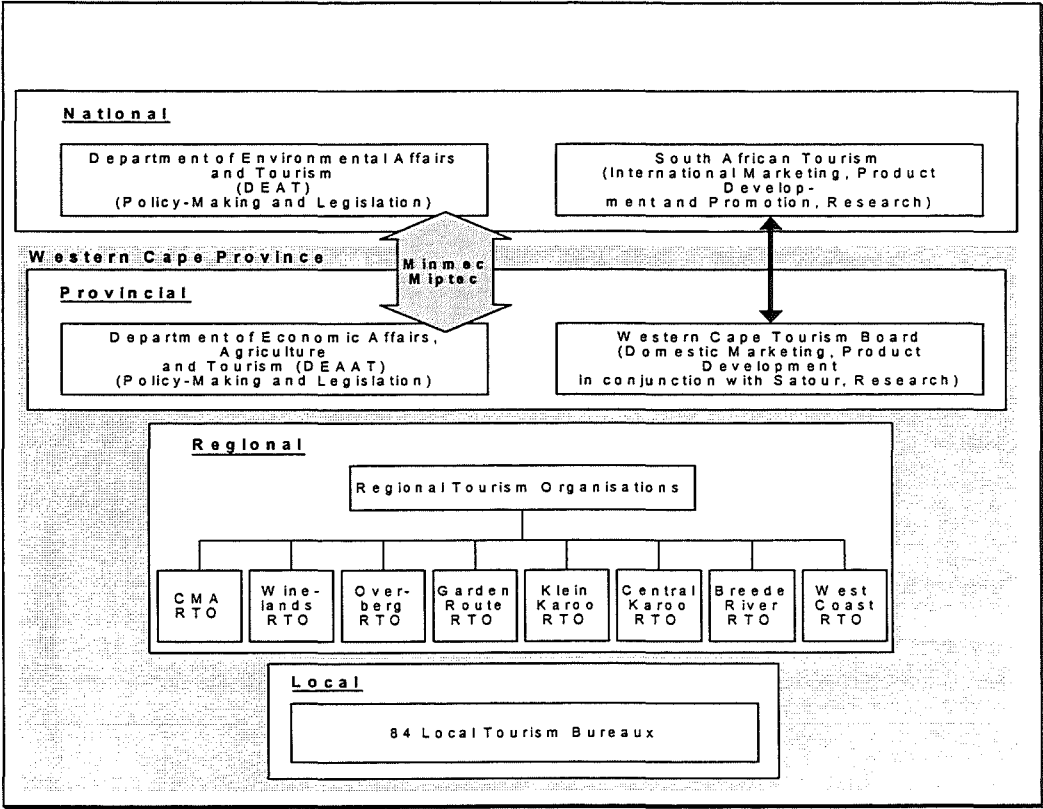 National
Department of Environmental Affairs
and Tourism
(DEAT)
(Policy-Making and Legislation)
South African Tourism
(International Marketing, Product
Develop-
ment and Promotion, Research)
Western Cape Province
Minmec
Miptec
Provincial
Department of Economic Affairs,
Agriculture
and Tourism (DEAAT)
(Policy-Making and Legislation)
Western Cape Tourism Board
(Domestic Marketing, Product
Development
in conjunction with Satour, Research)
Regional
Regional Tourism Organisations
CMA
RTO
Wine-
lands
RTO
Over-
berg
RTO
Garden
Route
RTO
Klein
Karoo
RTO
Central
Karoo
RTO
Breede
River
RTO
West
Coast
RTO
Local
84 Local Tourism Bureaux